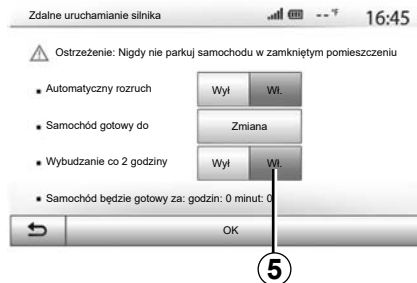 Zdalne uruchamianie silnika -- °F 16:45
Ostrzeżenie: Nigdy nie parkuj samochodu w zamkniętym pomieszczeniu
Automatyczny rozruch Wył Wł.
Samochód gotowy do Zmiana
Wybudzanie co 2 godziny Wył Wł.
Samochód będzie gotowy za: godzin: 0 minut: 0
OK
5